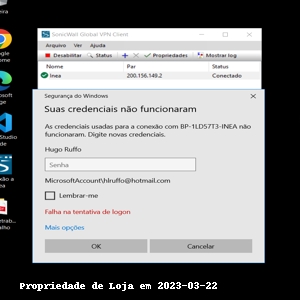 SonicWall Global VPN Client
Arquivo Ver Ajuda
Desabilitar Status Propriedades Mostrar log
Nome Par Status
Inea 200.156.149.2 Conectado
Segurança do Windows
Suas credenciais não funcionaram
As credenciais usadas para a conexão com BP-1LD57T3-INEA não
funcionaram. Digite novas credenciais.
Hugo Ruffo
Senha
MicrosoftAccount\hlruffo@hotmail.com
Lembrar-me
Falha na tentativa de logon
Mais opções
OK Cancelar
Propriedade de Loja em 2023-03-22